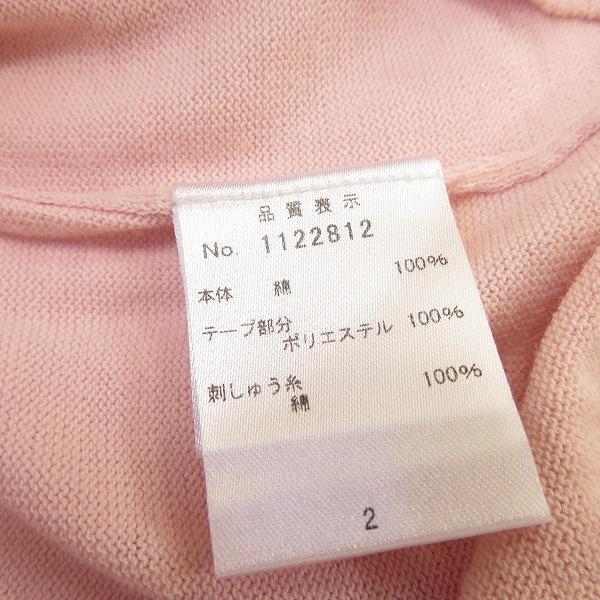 品質表示
No. 1122812
本体 綿 100%
テープ部分
ポリエステル 100%
刺しゅう糸 100%
綿
2